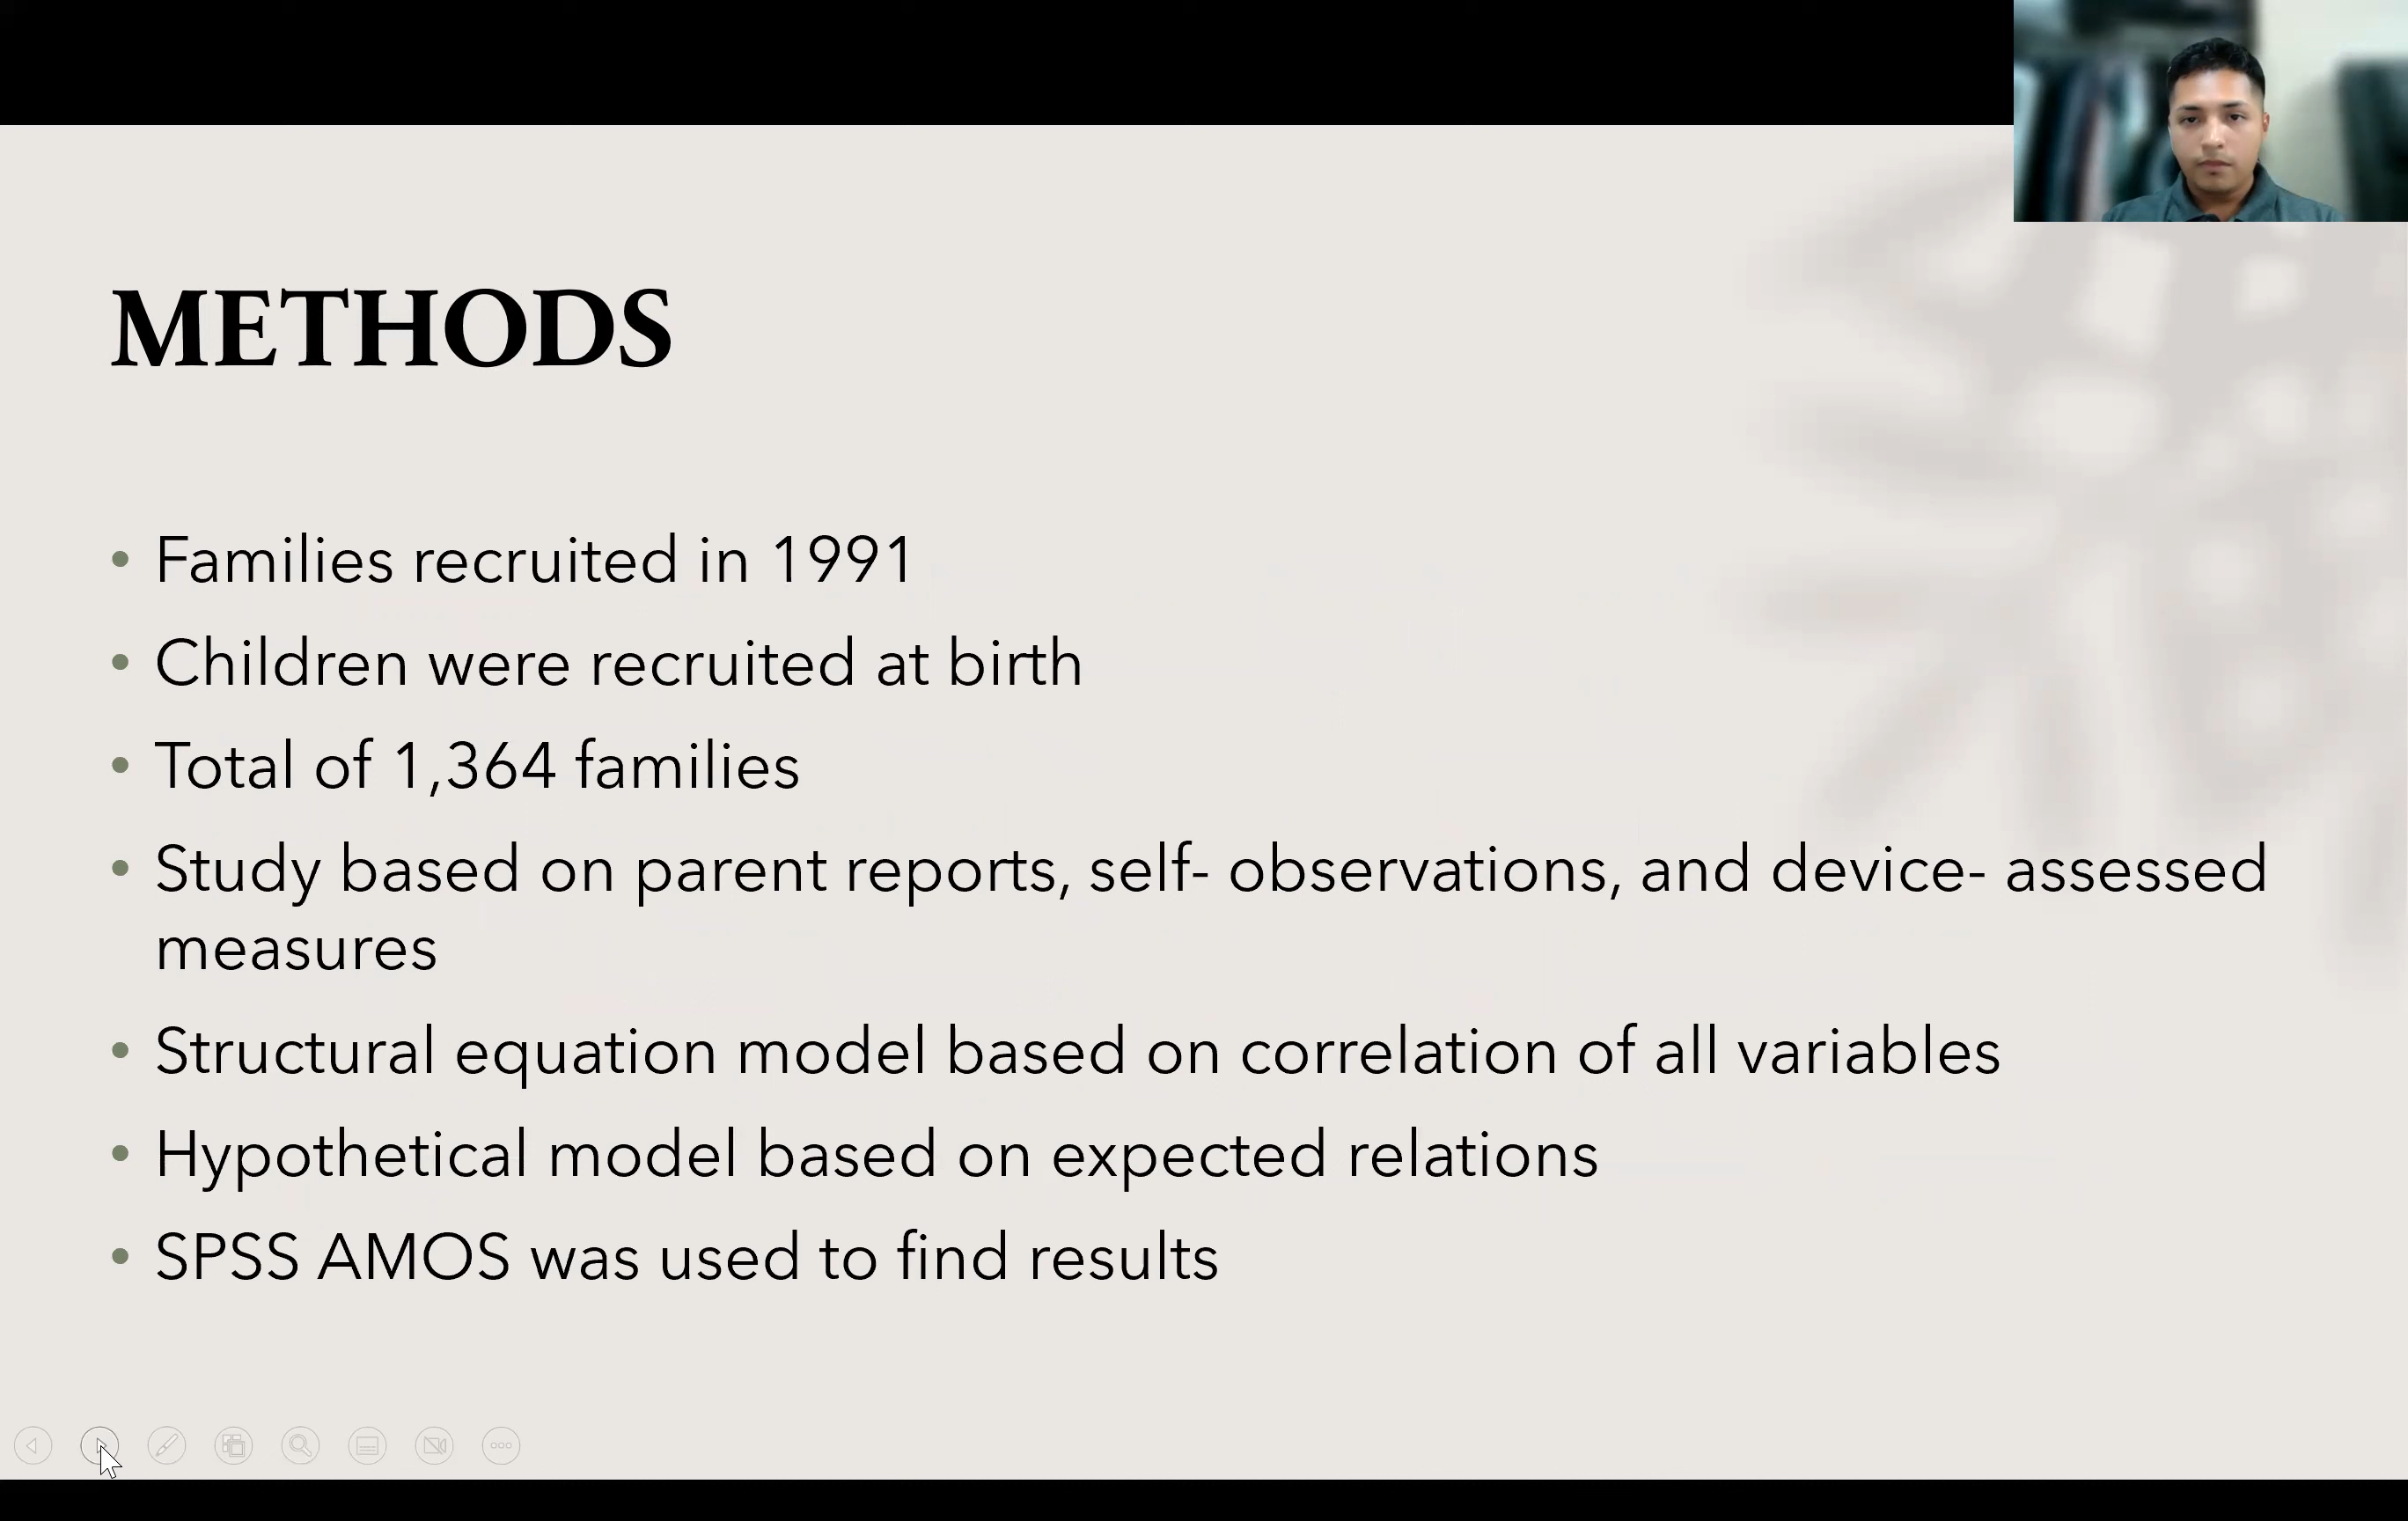 METHODS
• Families recruited in 1991
• Children were recruited at birth
• Total of 1,364 families
• Study based on parent reports, self- observations, and device- assessed
measures
• Structural equation model based on correlation of all variables
• Hypothetical model based on expected relations
• SPSS AMOS was used to find results